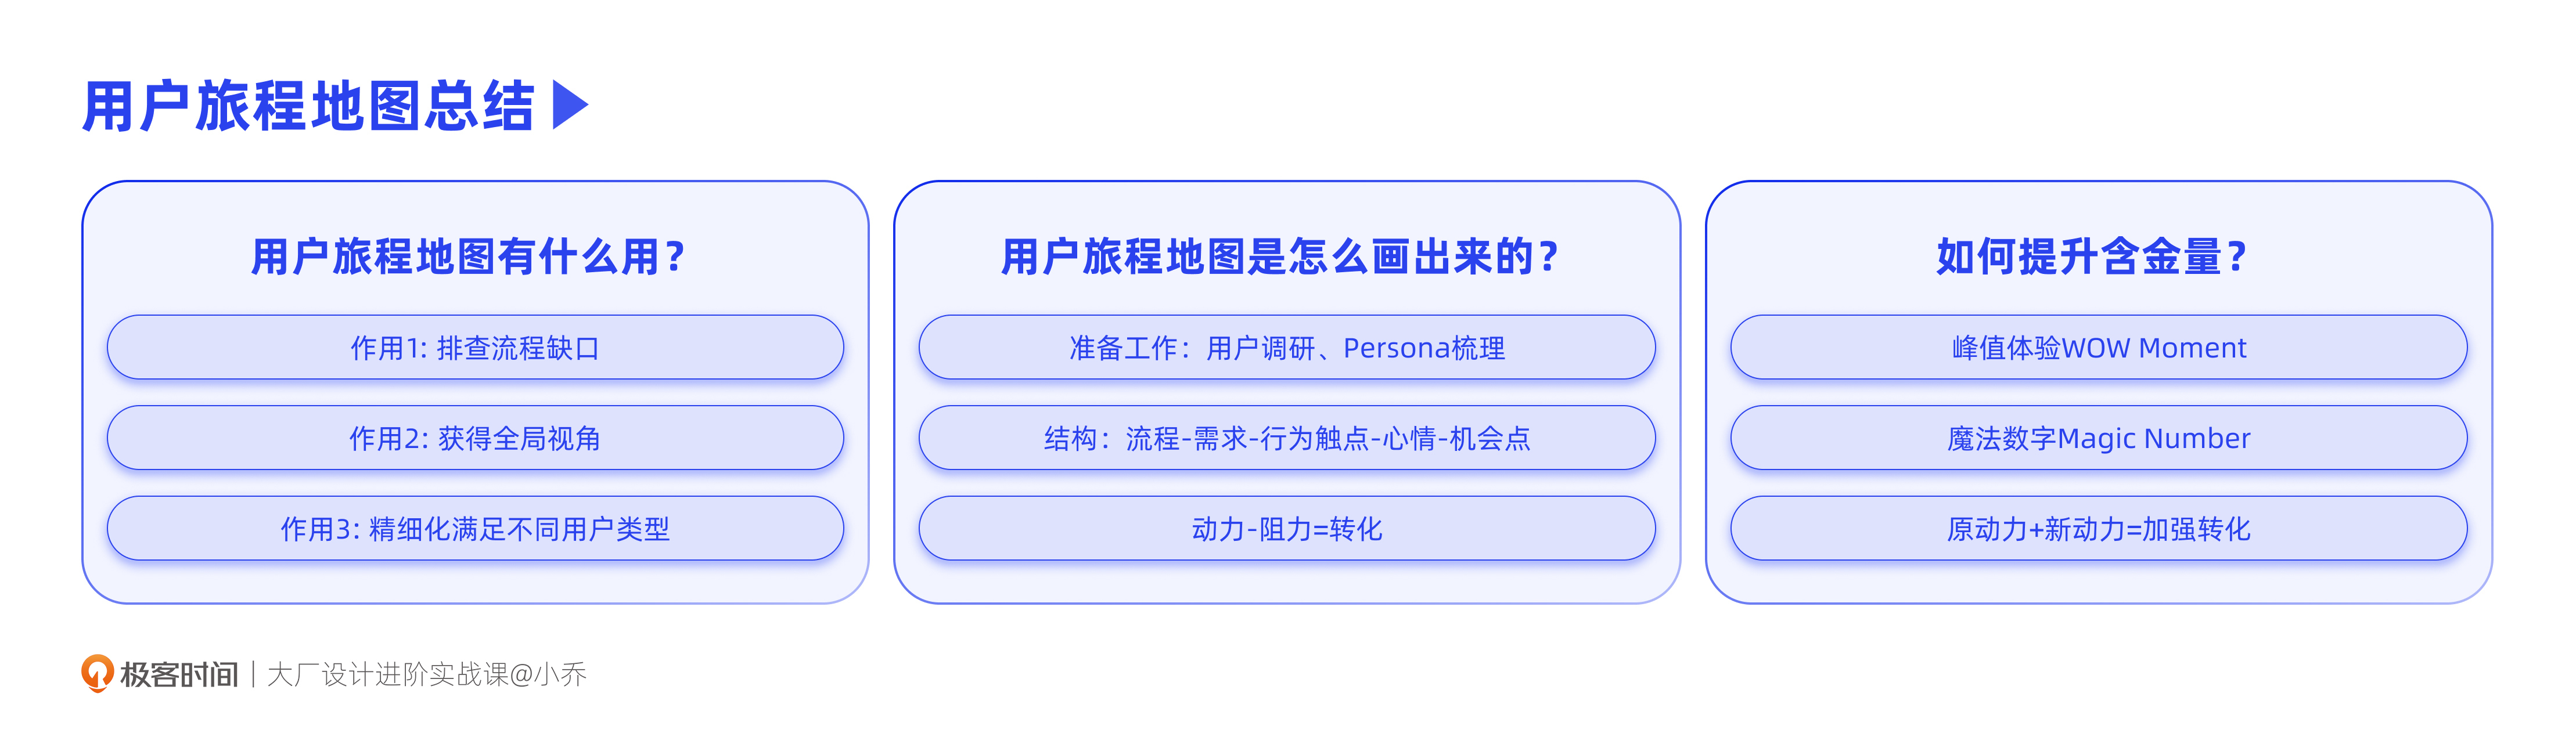 用户旅程地图总结
用户旅程地图有什么用？
作用1: 排查流程缺口
作用2: 获得全局视角
作用3: 精细化满足不同用户类型
用户旅程地图是怎么画出来的？
准备工作：用户调研、Persona梳理
结构：流程-需求-行为触点-心情-机会点
动力-阻力=转化
如何提升含金量？
峰值体验WOW Moment
魔法数字Magic Number
原动力+新动力=加强转化
极客时间｜大厂设计进阶实战课@小乔